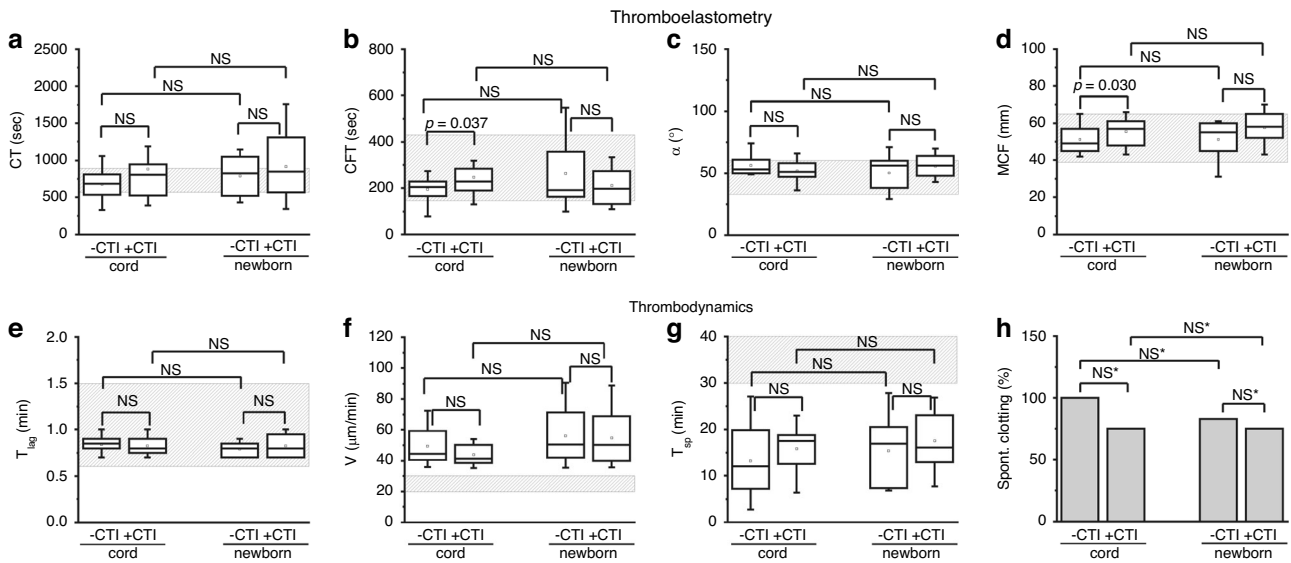 Thromboelastometry
a
CT (sec)
2500
2000
1500
1000
500
0
NS
NS
NS
NS
-CTI +CTI
-CTI +CTI
cord
newborn
b
CFT (sec)
800
600
400
200
0
NS
NS
p = 0.037
NS
-CTI +CTI
-CTI +CTI
cord
newborn
c
α (°)
150
100
50
0
NS
NS
NS
NS
-CTI +CTI
-CTI +CTI
cord
newborn
d
MCF (mm)
100
80
60
40
20
0
NS
NS
p = 0.030
NS
-CTI +CTI
-CTI +CTI
cord
newborn
Thrombodynamics
e
Tlag (min)
2.0
1.5
1.0
0.5
0.0
NS
NS
NS
NS
-CTI +CTI
-CTI +CTI
cord
newborn
f
V (μm/min)
120
100
80
60
40
20
0
NS
NS
NS
NS
-CTI +CTI
-CTI +CTI
cord
newborn
g
Tsp (min)
40
30
20
10
0
NS
NS
NS
NS
-CTI +CTI
-CTI +CTI
cord
newborn
h
Spont. clotting (%)
150
100
50
0
NS*
NS*
NS*
NS*
-CTI +CTI
-CTI +CTI
cord
newborn